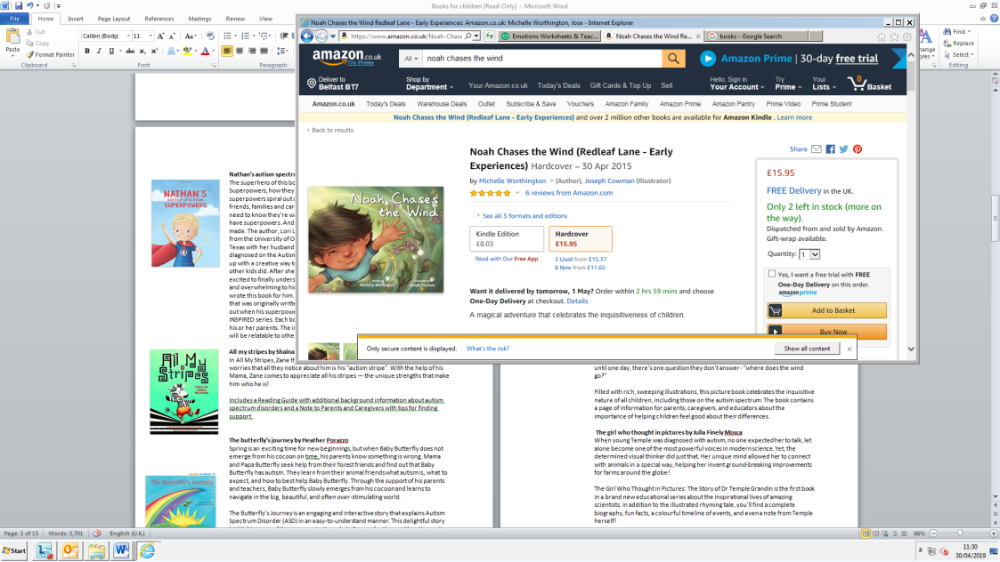 Books for children [Read-Only] - Microsoft Word
File Home Insert Page Layout References Mailings Review View
Paste
Cut
Copy
Format Painter
Clipboard
Calibri (Body) 11
Font
Paragraph
Find
Replace
Select
Editing
Noah Chases the Wind Redleaf Lane - Early Experiences: Amazon.co.uk: Michelle Worthington, Jose - Internet Explorer
https://www.amazon.co.uk/Noah-Chase
Emotions Worksheets & Teac...
Noah Chases the Wind Re...
books - Google Search
amazon.co.uk
Try Prime
All
noah chases the wind
Amazon Prime | 30-day free trial
Deliver to
Belfast BT7
Shop by
Department
Your Amazon.co.uk Today's Deals Gift Cards & Top Up Sell
Hello, Sign in
Your Account
Try
Prime
Your
Lists
0
Basket
Amazon.co.uk Today's Deals Warehouse Deals Outlet Subscribe & Save Vouchers Amazon Family Amazon Prime Amazon Pantry Prime Video Prime Student
Noah Chases the Wind (Redleaf Lane - Early Experiences) and over 2 million other books are available for Amazon Kindle . Learn more
‹ Back to results
Noah Chases the Wind (Redleaf Lane - Early
Experiences) Hardcover – 30 Apr 2015
by Michelle Worthington (Author), Joseph Cowman (Illustrator)
6 reviews from Amazon.com
See all 3 formats and editions
Kindle Edition
£8.03
Hardcover
£15.95
Read with Our Free App
3 Used from £15.37
8 New from £11.65
Want it delivered by tomorrow, 1 May? Order within 2 hrs 59 mins and choose
One-Day Delivery at checkout. Details
A magical adventure that celebrates the inquisitiveness of children.
Noah Chases
the Wind
Michelle Worthington
Joseph Cowman
Share
£15.95
FREE Delivery in the UK.
Only 2 left in stock (more on
the way).
Dispatched from and sold by Amazon.
Gift-wrap available.
Quantity: 1
Yes, I want a free trial with FREE
One-Day Delivery on this order.
amazon prime
Add to Basket
Buy Now
Only secure content is displayed. What's the risk?
Show all content
NATHAN'S
AUTISM SPECTRUM
SUPERPOWERS
Nathan's autism spectru
The superhero of this bo
Superpowers, how they
superpowers spiral out
friends, families and car
need to know they're w
have superpowers. And
made. The author, Lori L
from the University of O
Texas with her husband
diagnosed on the Autism
up with a creative way t
other kids did. After she
excited to finally unders
and overwhelming to hi
wrote this book for him.
that was originally writte
out when his superpowe
INSPIRED series. Each bo
his or her parents. The in
will be relatable to othe
All My
Stripes
All my stripes by Shaina
In All My Stripes, Zane th
worries that all they notice about him is his "autism stripe". With the help of his
Mama, Zane comes to appreciate all his stripes — the unique strengths that make
him who he is!
Includes a Reading Guide with additional background information about autism
spectrum disorders and a Note to Parents and Caregivers with tips for finding
support.
The Butterfly's Journey
The butterfly's journey by Heather Porazzo
Spring is an exciting time for new beginnings, but when Baby Butterfly does not
emerge from his cocoon on time, his parents know something is wrong. Mama
and Papa Butterfly seek help from their forest friends and find out that Baby
Butterfly has autism. They learn from their animal friends what autism is, what to
expect, and how to best help Baby Butterfly. Through the support of his parents
and teachers, Baby Butterfly slowly emerges from his cocoon and learns to
navigate in the big, beautiful, and often over-stimulating world.
The Butterfly's Journey is an engaging and interactive story that explains Autism
Spectrum Disorder (ASD) in an easy-to-understand manner. This delightful story
until one day, there's one question they don't answer - "where does the wind
go?"
Filled with rich, sweeping illustrations, this picture book celebrates the inquisitive
nature of all children, including those on the autism spectrum. The book contains
a page of information for parents, caregivers, and educators about the
importance of helping children feel good about their differences.
The girl who thought in pictures by Julia Finely Mosca
When young Temple was diagnosed with autism, no one expected her to talk, let
alone become one of the most powerful voices in modern science. Yet, the
determined visual thinker did just that. Her unique mind allowed her to connect
with animals in a special way, helping her invent ground-breaking improvements
for farms around the globe!
The Girl Who Thought in Pictures: The Story of Dr Temple Grandin is the first book
in a brand new educational series about the inspirational lives of amazing
scientists. In addition to the illustrated rhyming tale, you'll find a complete
biography, fun facts, a colourful timeline of events, and even a note from Temple
herself!
Page: 3 of 15 Words: 5,701 English (U.K.)
86%
Start
11:30
30/04/2019